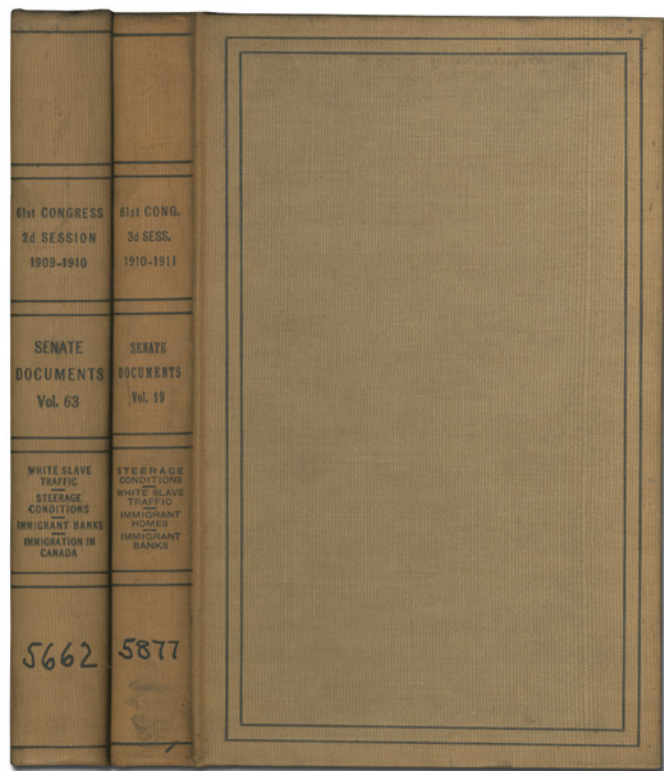 61st CONGRESS
2d SESSION
1909-1910
SENATE
DOCUMENTS
Vol. 63
WHITE SLAVE
TRAFFIC
STEERAGE
CONDITIONS
IMMIGRANT BANKS
IMMIGRATION IN
CANADA
5662
61st CONG.
3d SESS.
1910-1911
SENATE
DOCUMENTS
Vol. 19
STEERAGE
CONDITIONS
WHITE SLAVE
TRAFFIC
IMMIGRANT
HOMES
IMMIGRANT
BANKS
5877